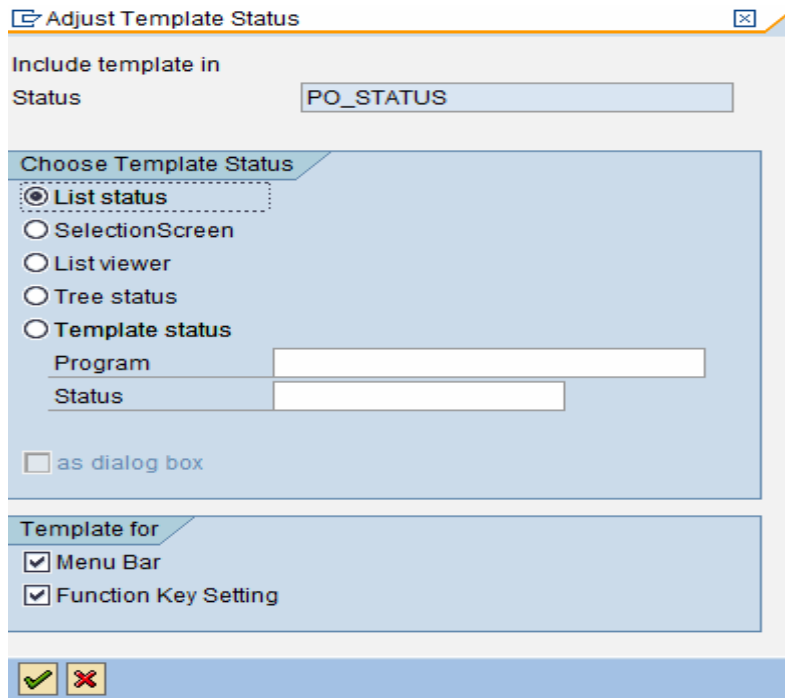 Adjust Template Status
Include template in
Status PO_STATUS
Choose Template Status
List status
SelectionScreen
List viewer
Tree status
Template status
Program
Status
as dialog box
Template for
Menu Bar
Function Key Setting